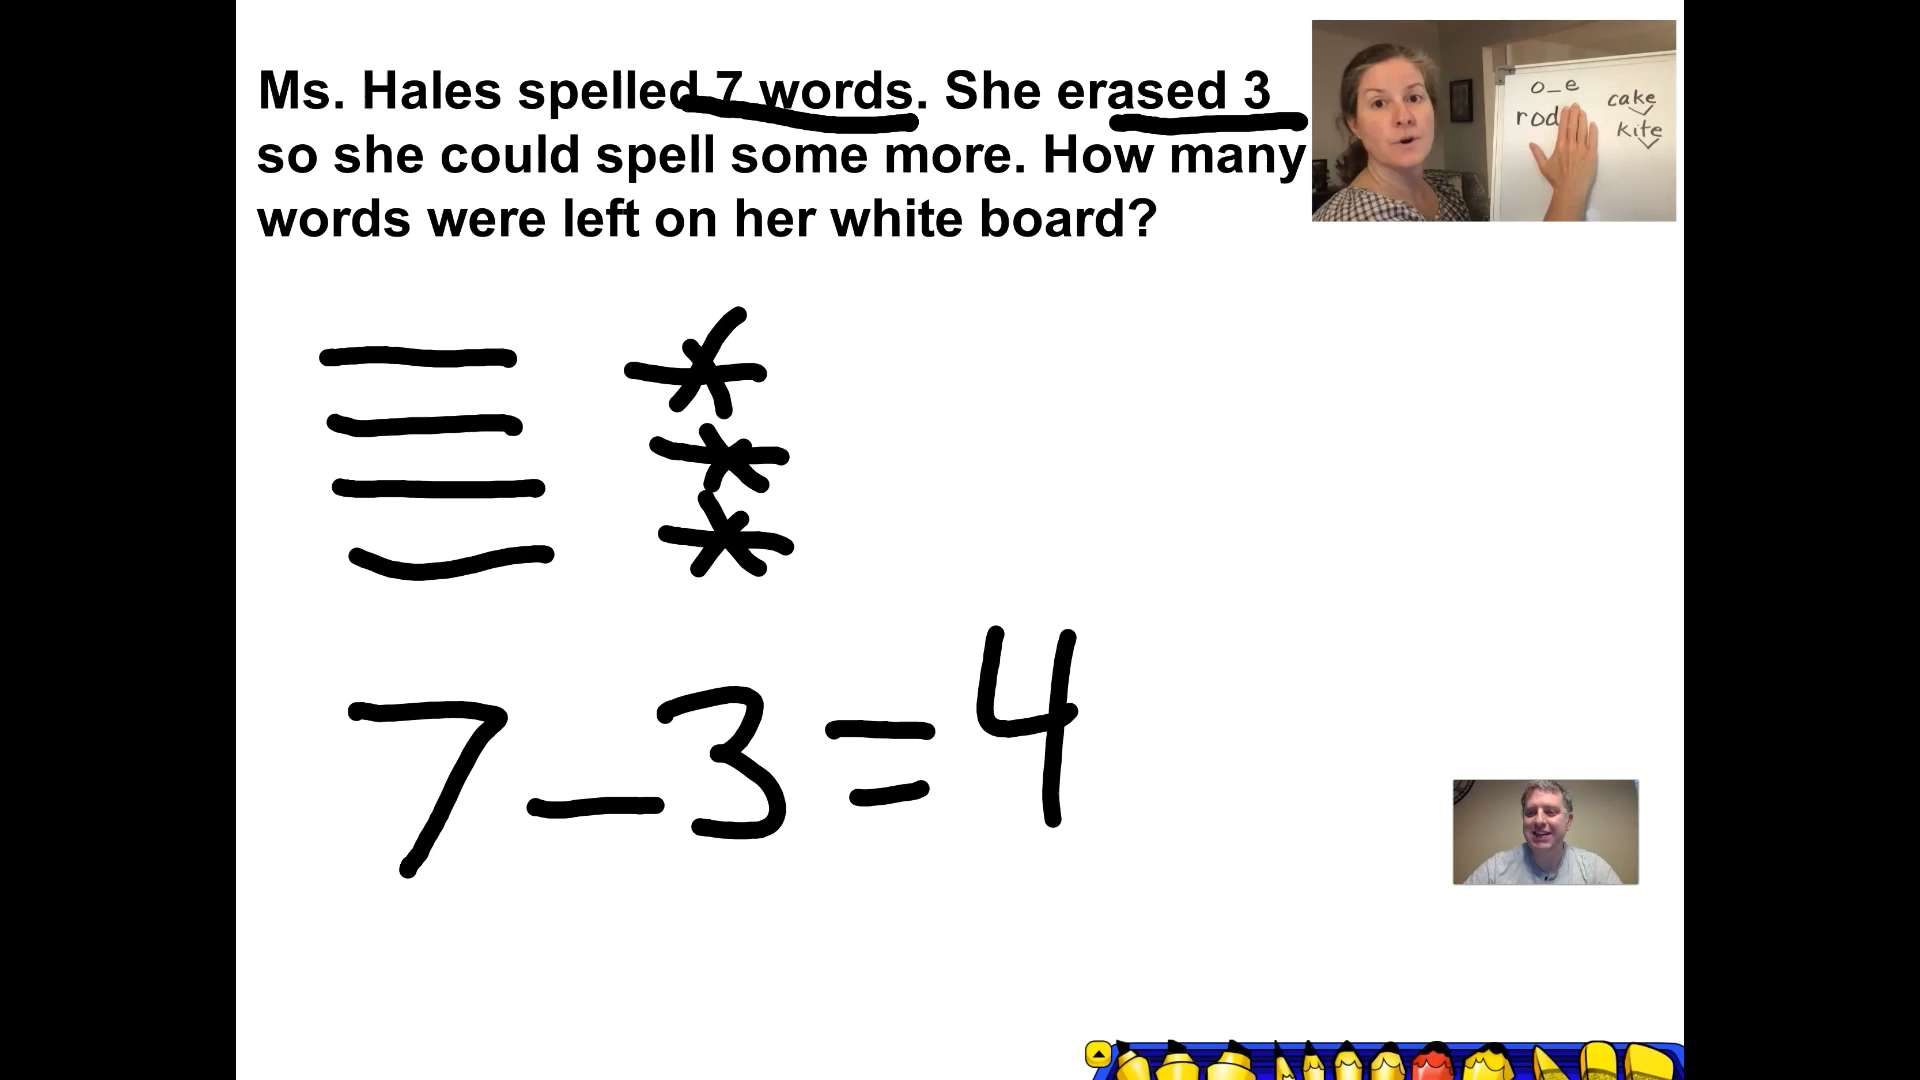 Ms. Hales spelled 7 words. She erased 3
so she could spell some more. How many
words were left on her white board?
o_e
rod
cake
kite
7-3=4